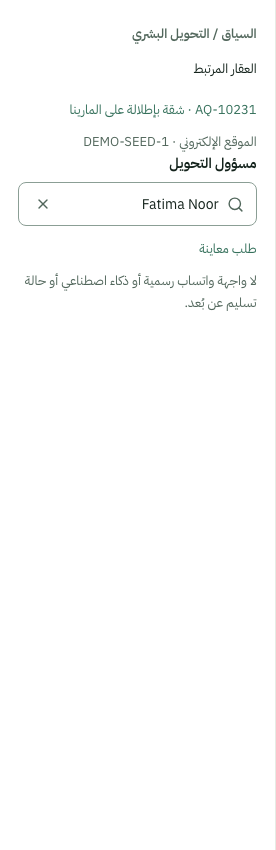 السياق / التحويل البشري
العقار المرتبط
AQ-10231 · شقة بإطلالة على المارينا
الموقع الإلكتروني · DEMO-SEED-1
مسؤول التحويل
Fatima Noor
طلب معاينة
لا واجهة واتساب رسمية أو ذكاء اصطناعي أو حالة
تسليم عن بُعد.